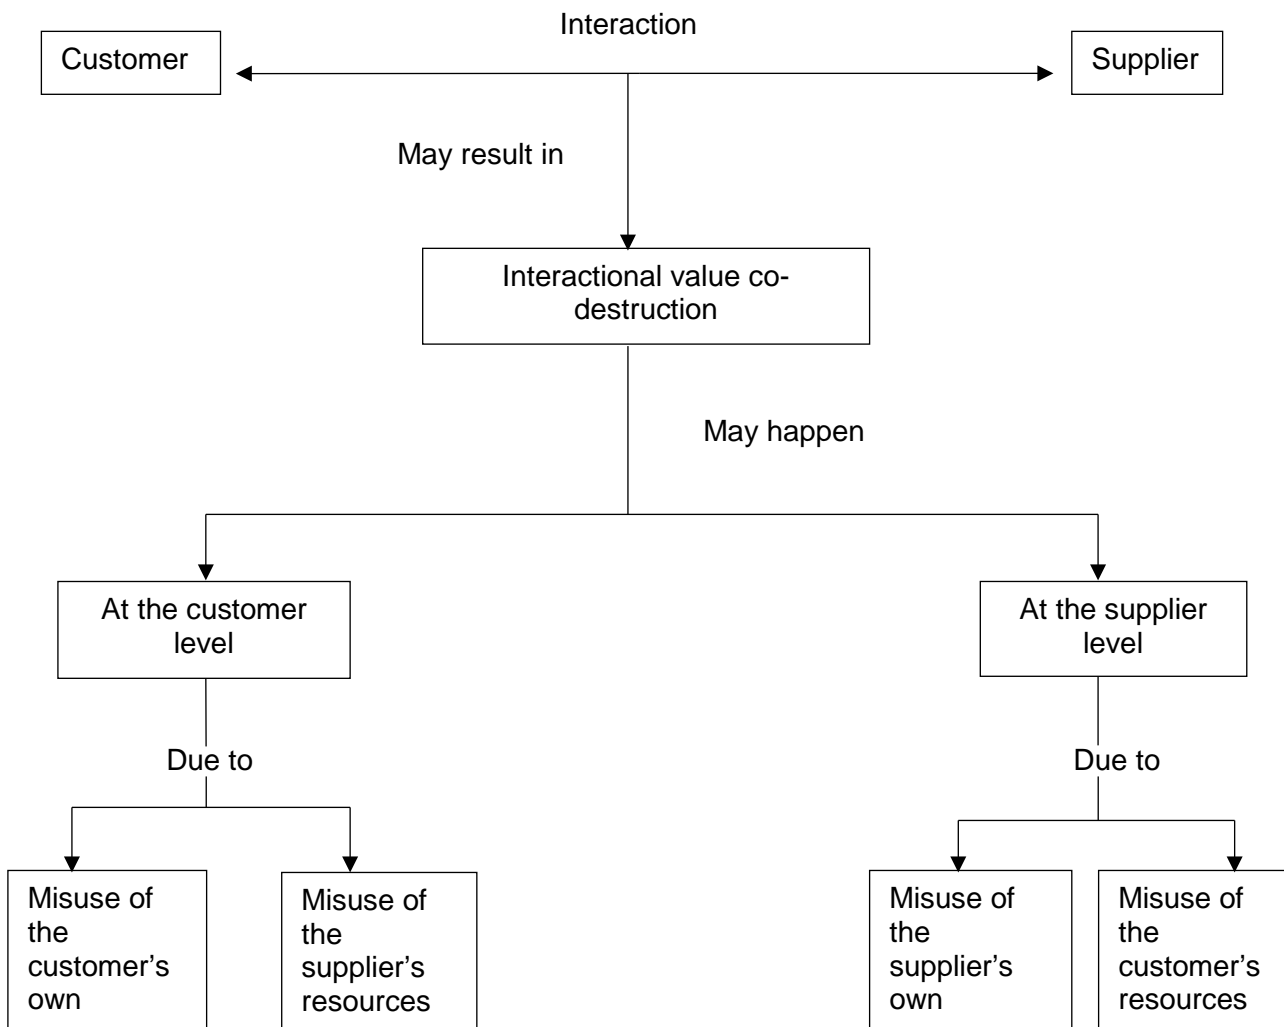 Interaction
Customer
Supplier
May result in
Interactional value co-
destruction
May happen
At the customer
level
At the supplier
level
Due to
Due to
Misuse of
the
customer’s
own
Misuse of
the
supplier’s
resources
Misuse of
the
supplier’s
own
Misuse of
the
customer’s
resources